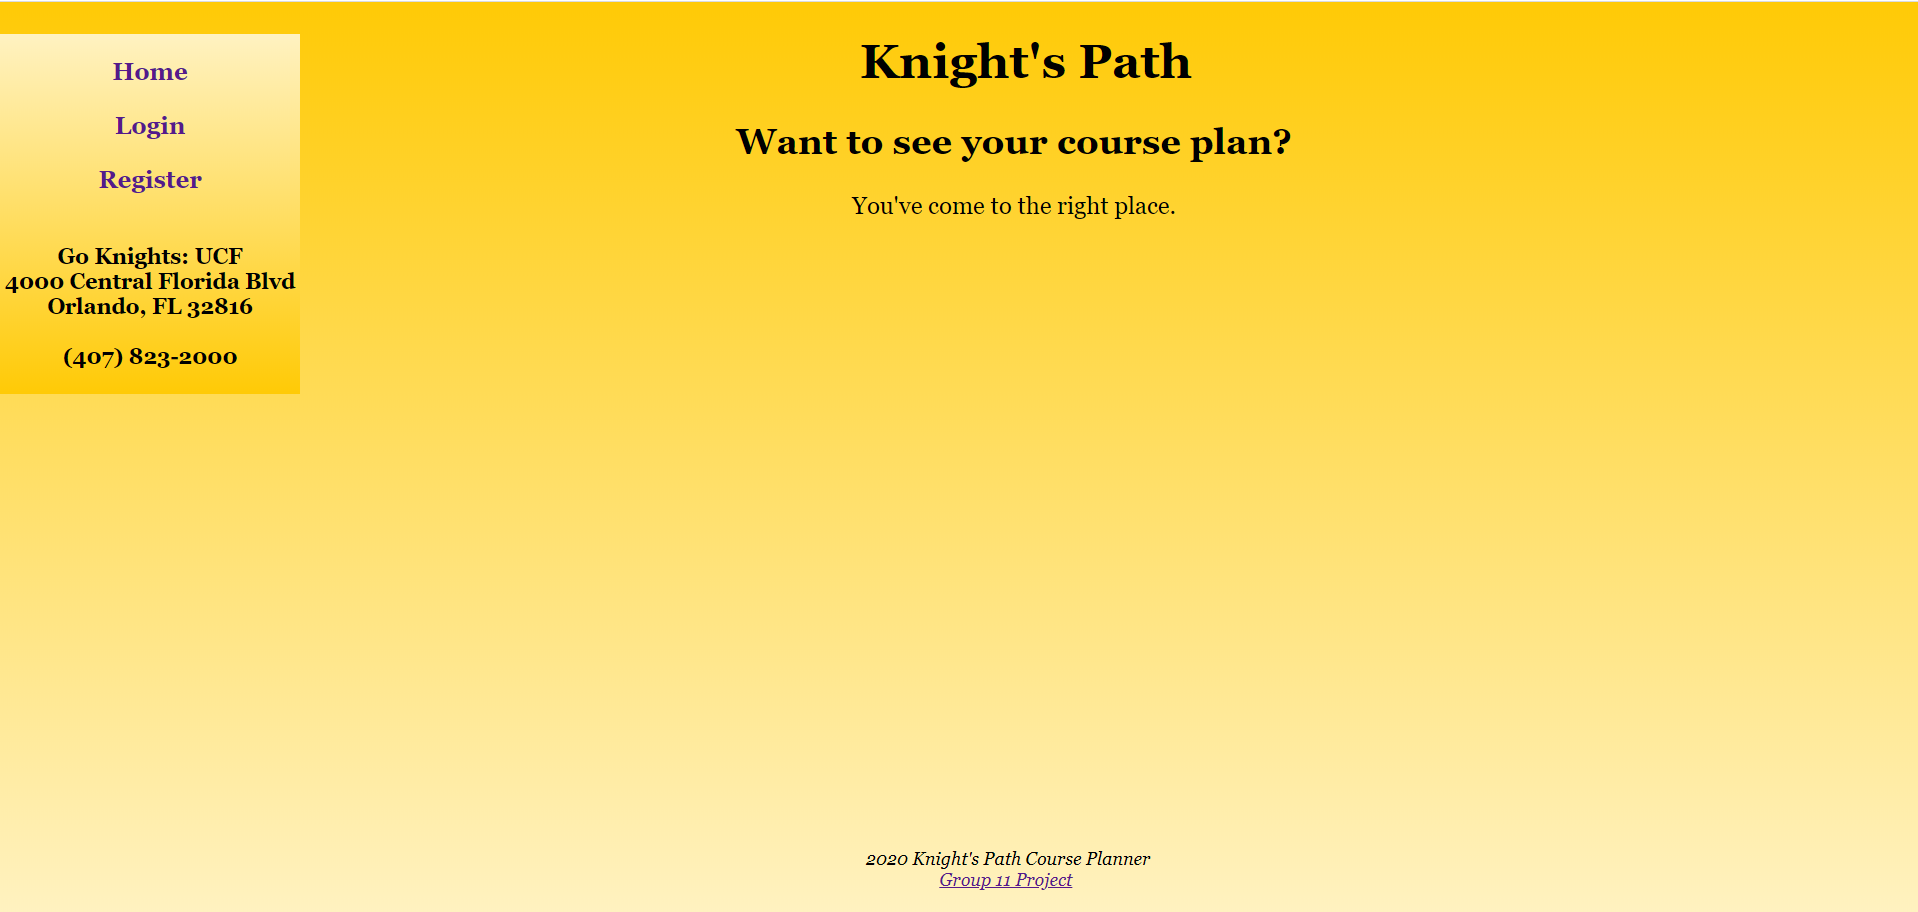 Knight's Path
Home
Login
Register
Go Knights: UCF
4000 Central Florida Blvd
Orlando, FL 32816
(407) 823-2000
Want to see your course plan?
You've come to the right place.
2020 Knight's Path Course Planner
Group 11 Project